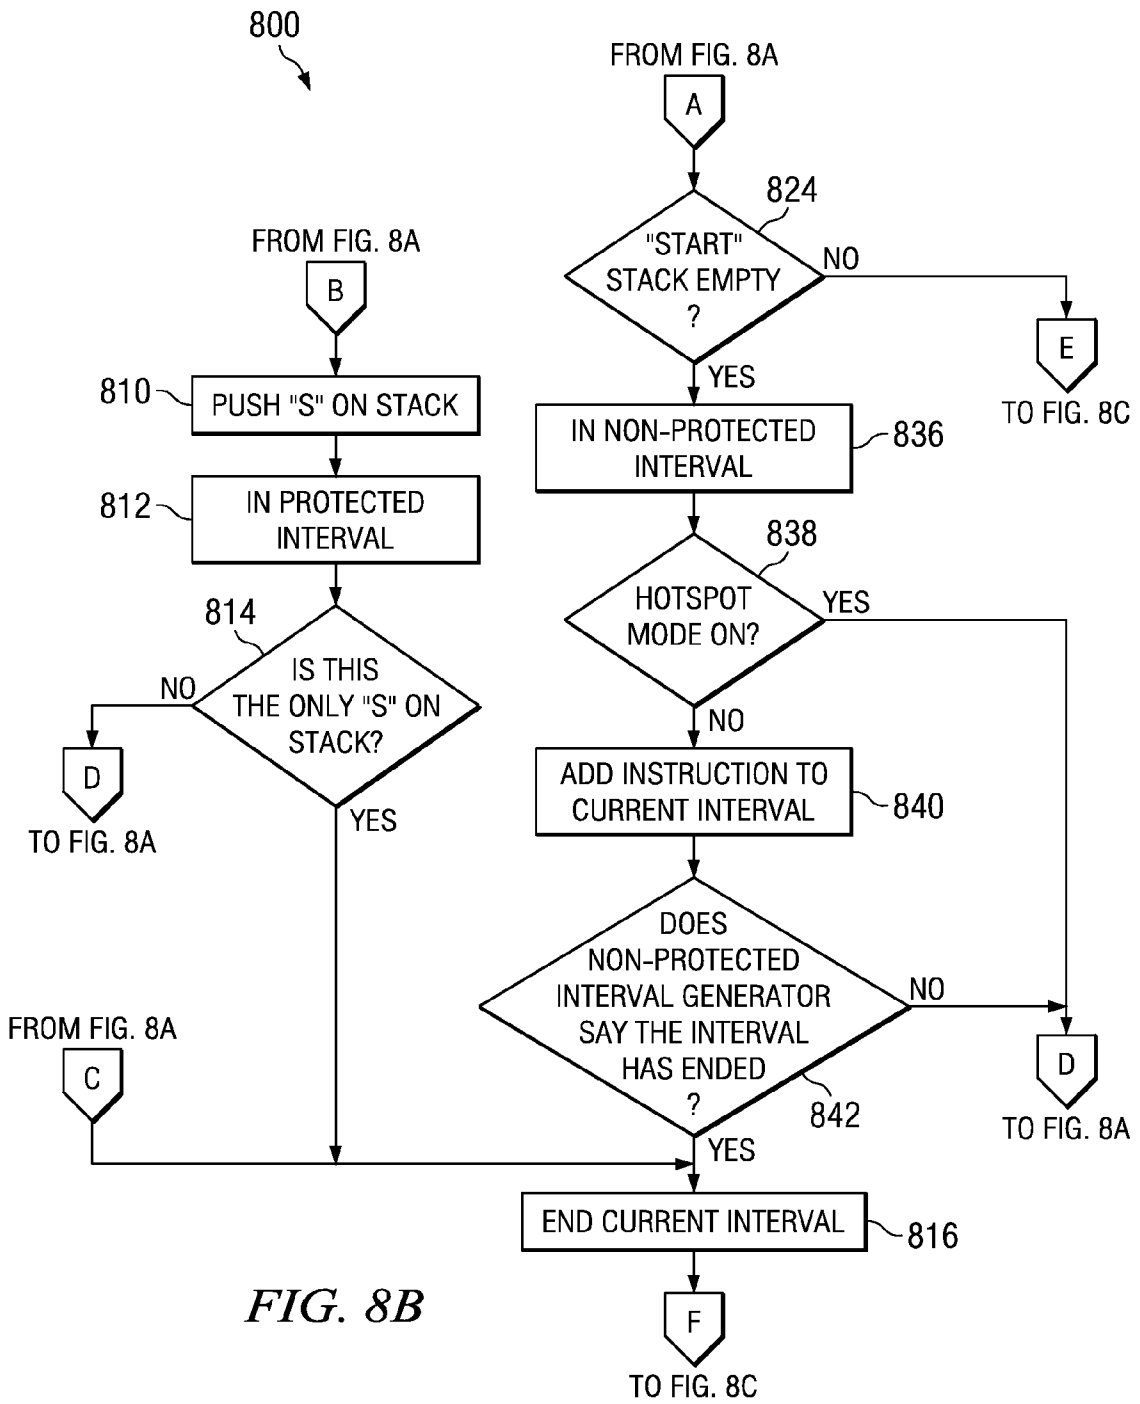 800
FROM FIG. 8A
A
824
"START"
STACK EMPTY
?
NO
YES
E
TO FIG. 8C
FROM FIG. 8A
B
810
PUSH "S" ON STACK
812
IN PROTECTED
INTERVAL
814
IS THIS
THE ONLY "S" ON
STACK?
NO
D
TO FIG. 8A
YES
IN NON-PROTECTED
INTERVAL
836
838
HOTSPOT
MODE ON?
YES
NO
ADD INSTRUCTION TO
CURRENT INTERVAL
840
DOES
NON-PROTECTED
INTERVAL GENERATOR
SAY THE INTERVAL
HAS ENDED
?
NO
842
YES
D
TO FIG. 8A
FROM FIG. 8A
C
END CURRENT INTERVAL
816
F
TO FIG. 8C
FIG. 8B